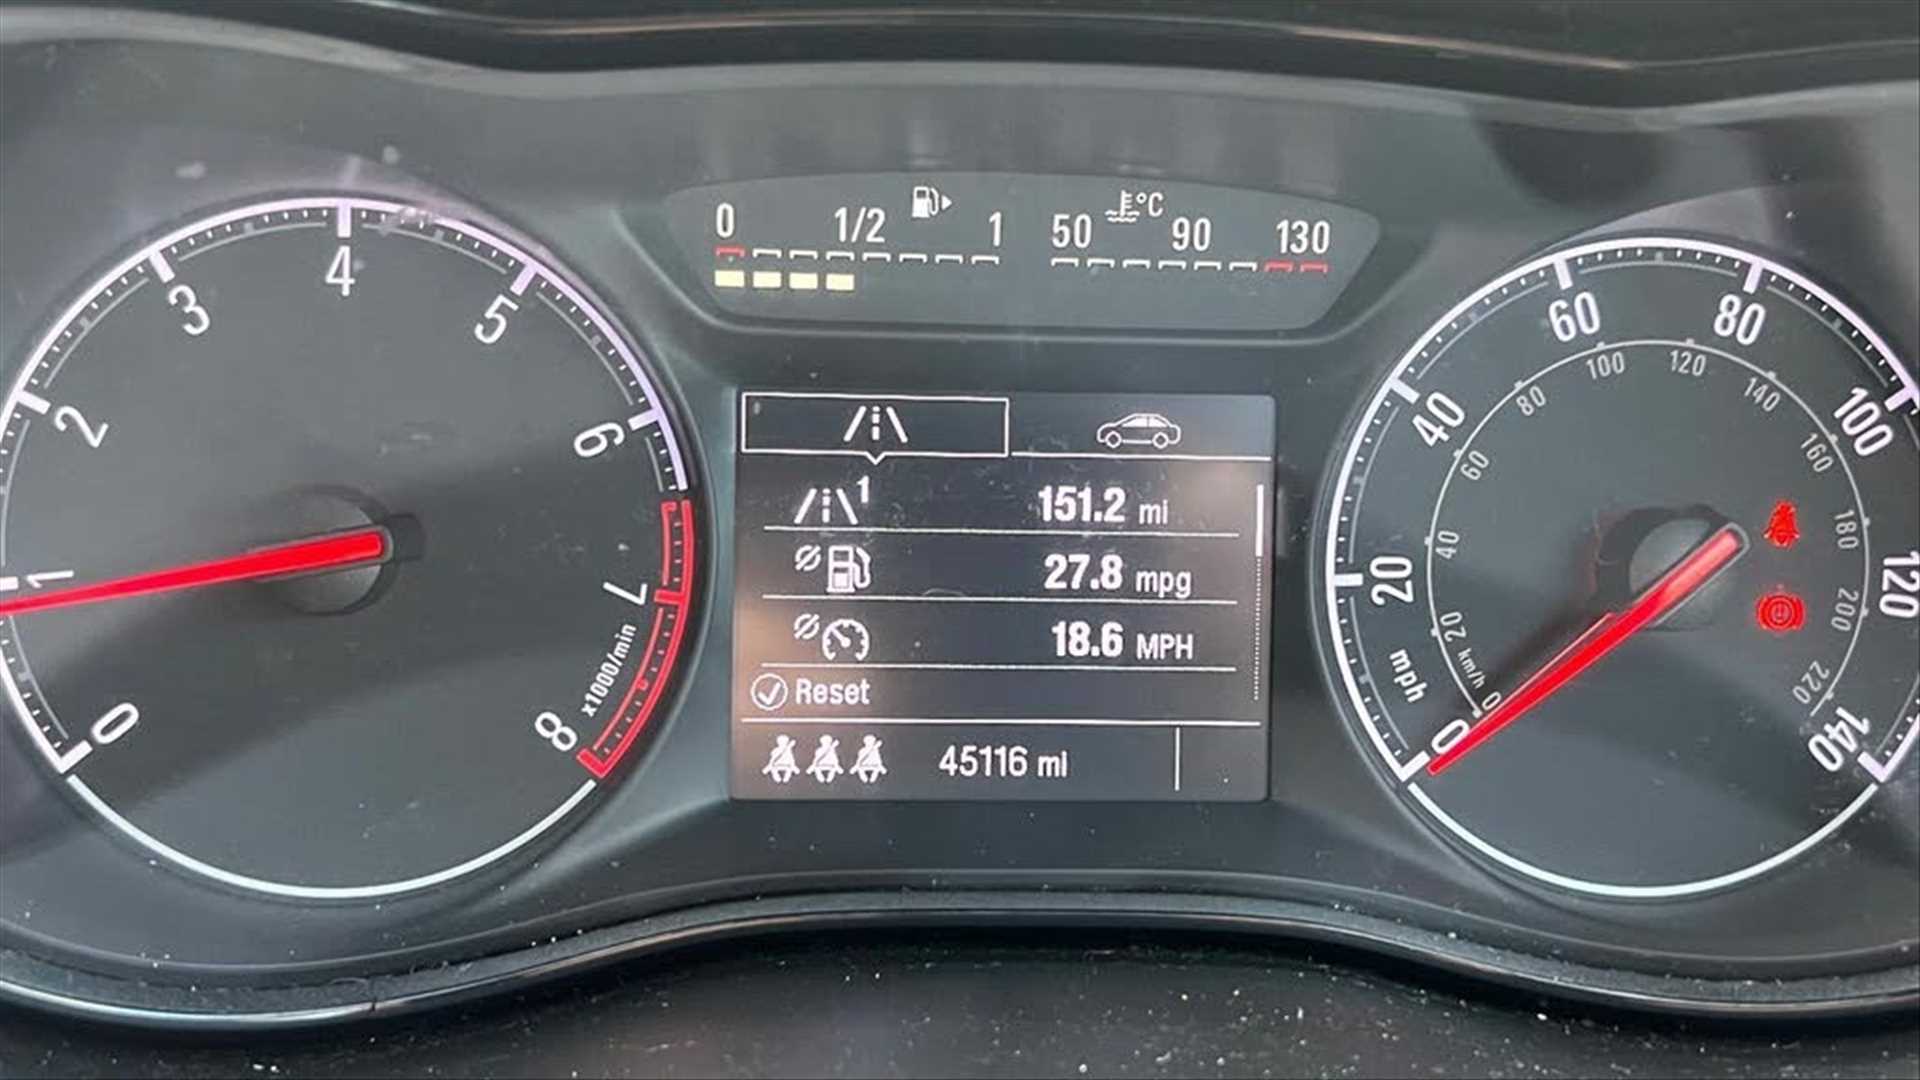 0 1/2 1 50 °C 90 130
0 1 2 3 4 5 6 7 8
x1000/min
1 151.2 mi
27.8 mpg
18.6 MPH
Reset
45116 mi
0 20 40 60 80 100 120 140
mph
0 20 40 60 80 100 120 140 160 180 200 220
km/h